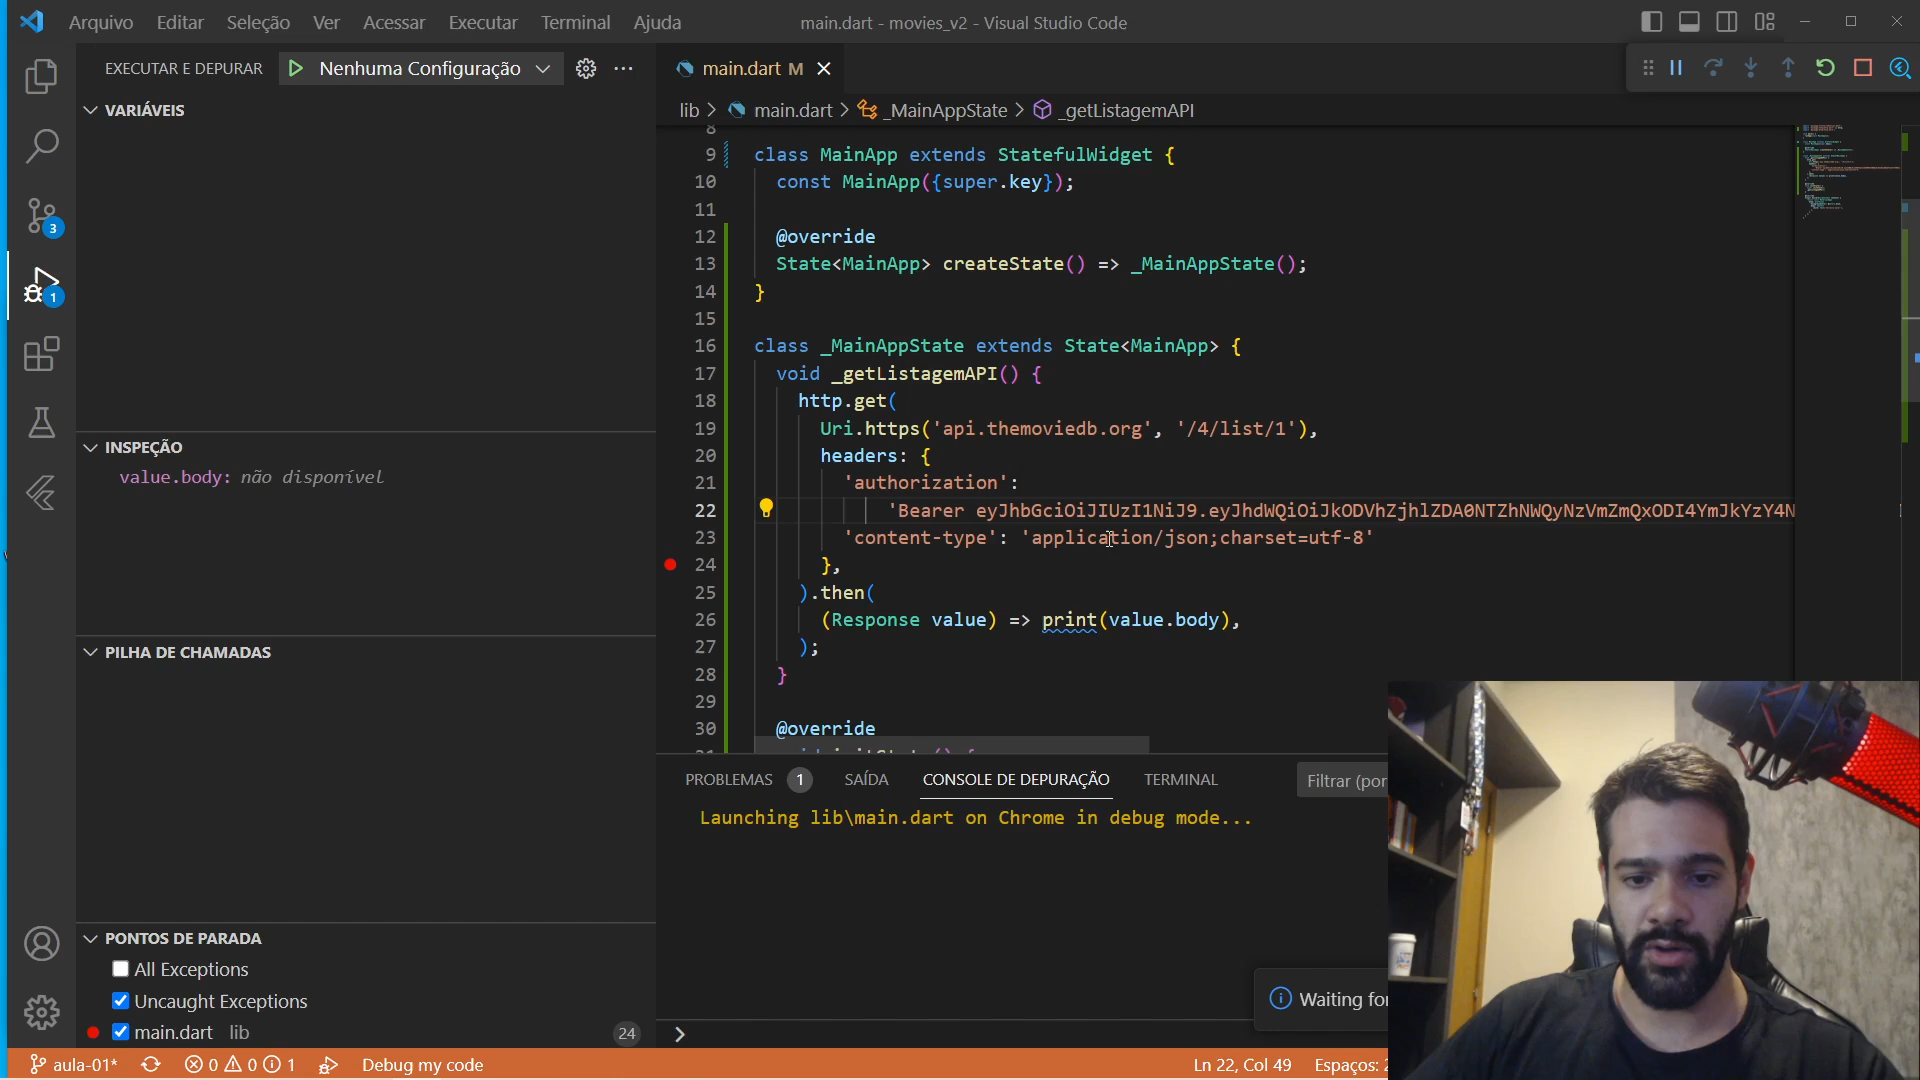 Arquivo Editar Seleção Ver Acessar Executar Terminal Ajuda
main.dart - movies_v2 - Visual Studio Code
EXECUTAR E DEPURAR Nenhuma Configuração
main.dart M
VARIÁVEIS
lib main.dart _MainAppState _getListagemAPI
8
9 class MainApp extends StatefulWidget {
10 const MainApp({super.key});
11
12 @override
13 State<MainApp> createState() => _MainAppState();
14 }
15
16 class _MainAppState extends State<MainApp> {
17 void _getListagemAPI() {
18 http.get(
19 Uri.https('api.themoviedb.org', '/4/list/1'),
20 headers: {
21 'authorization':
22 'Bearer
23 'content-type': 'application/json;charset=utf-8'
24 },
25 ).then(
26 (Response value) => print(value.body),
27 );
28 }
29
30 @override
INSPEÇÃO
value.body: não disponível
PILHA DE CHAMADAS
3
1
PROBLEMAS 1 SAÍDA CONSOLE DE DEPURAÇÃO TERMINAL Filtrar (por
Launching lib\main.dart on Chrome in debug mode...
PONTOS DE PARADA
All Exceptions
Uncaught Exceptions
main.dart lib 24
Waiting for
aula-01* 0 0 1 Debug my code
Ln 22, Col 49 Espaços: